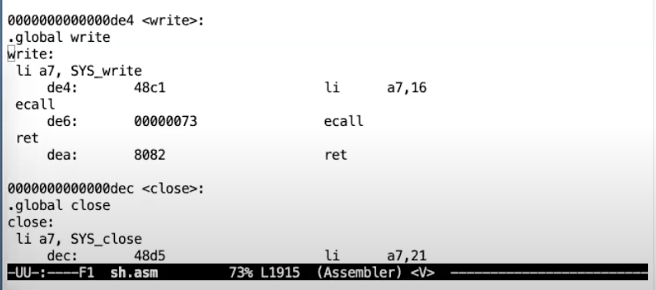 0000000000000de4 <write>:
.global write
write:
 li a7, SYS_write
     de4:       48c1                    li      a7,16
 ecall
     de6:       00000073                ecall
 ret
     dea:       8082                    ret

0000000000000dec <close>:
.global close
close:
 li a7, SYS_close
     dec:       48d5                    li      a7,21
-UU-:----F1  sh.asm         73% L1915  (Assembler) <V>  ------------------------